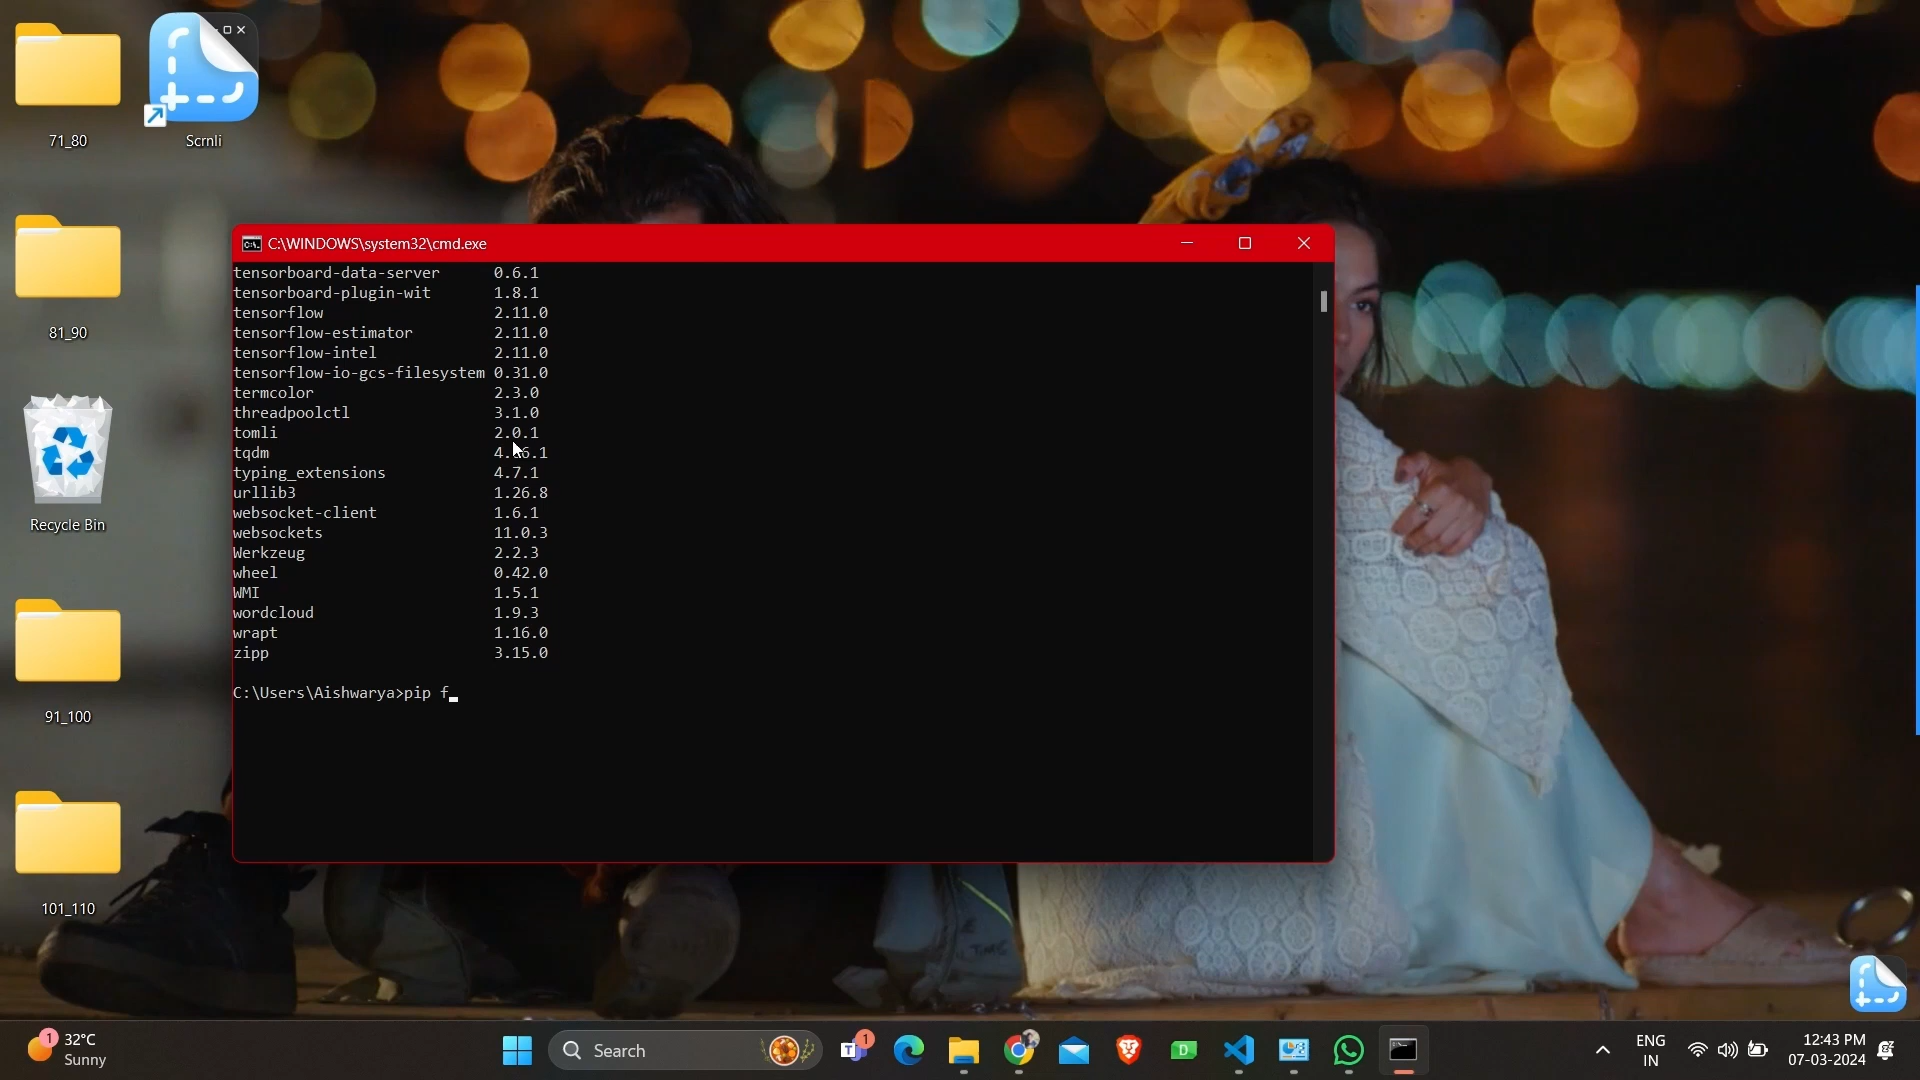 71_80
Scrnli
81_90
Recycle Bin
91_100
101_110
C:\WINDOWS\system32\cmd.exe
tensorboard-data-server 0.6.1
tensorboard-plugin-wit 1.8.1
tensorflow 2.11.0
tensorflow-estimator 2.11.0
tensorflow-intel 2.11.0
tensorflow-io-gcs-filesystem 0.31.0
termcolor 2.3.0
threadpoolctl 3.1.0
tomli 2.0.1
tqdm
typing_extensions 4.7.1
urllib3 1.26.8
websocket-client 1.6.1
websockets 11.0.3
Werkzeug 2.2.3
wheel 0.42.0
WMI 1.5.1
wordcloud 1.9.3
wrapt 1.16.0
zipp 3.15.0
C:\Users\Aishwarya>pip f
1
32°C
Sunny
Search
T
1
D
ENG
IN
12:43 PM
07-03-2024